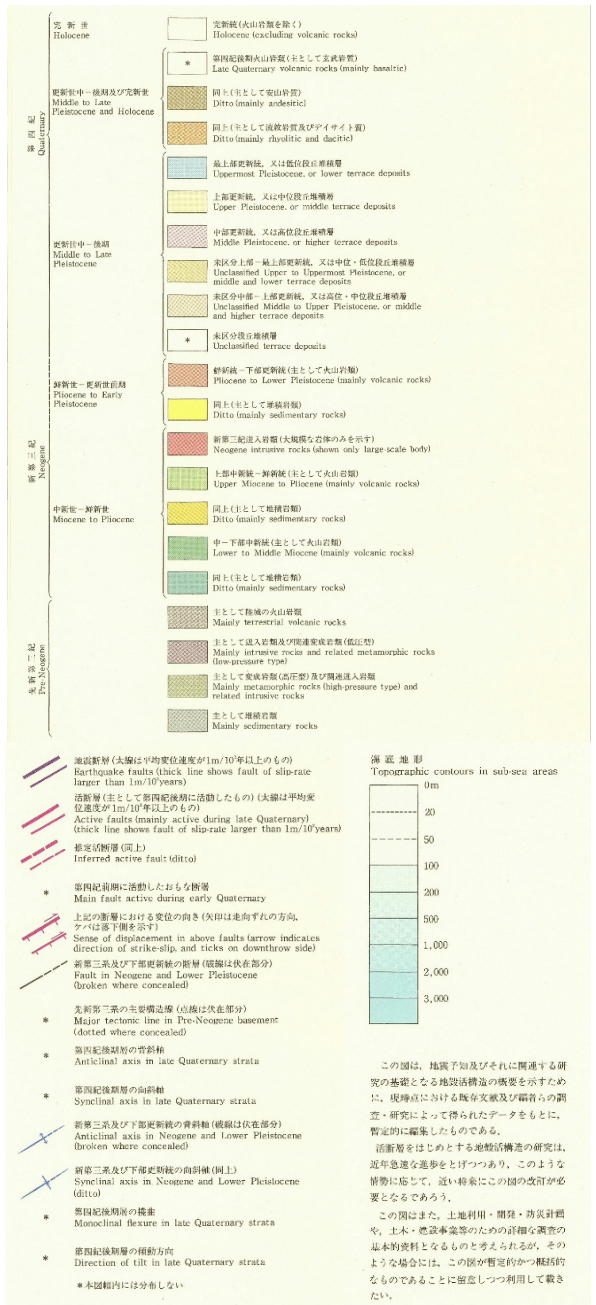 完新世
Holocene
完新統(火山岩類を除く)
Holocene (excluding volcanic rocks)
第四紀
Quaternary
更新世中-後期及び完新世
Middle to Late
Pleistocene and Holocene
*
第四紀後期火山岩類(主として玄武岩質)
Late Quaternary volcanic rocks (mainly basaltic)
同上(主として安山岩質)
Ditto (mainly andesitic)
同上(主として流紋岩質及びデイサイト質)
Ditto (mainly rhyolitic and dacitic)
更新世中-後期
Middle to Late
Pleistocene
最上部更新統,又は低位段丘堆積層
Uppermost Pleistocene, or lower terrace deposits
上部更新統,又は中位段丘堆積層
Upper Pleistocene, or middle terrace deposits
中部更新統,又は高位段丘堆積層
Middle Pleistocene, or higher terrace deposits
未区分上部-最上部更新統,又は中位・低位段丘堆積層
Unclassified Upper to Uppermost Pleistocene, or
middle and lower terrace deposits
未区分中部-上部更新統,又は高位・中位段丘堆積層
Unclassified Middle to Upper Pleistocene, or middle
and higher terrace deposits
*
未区分段丘堆積層
Unclassified terrace deposits
新第三紀
Neogene
鮮新世-更新世前期
Pliocene to Early
Pleistocene
鮮新統-下部更新統(主として火山岩類)
Pliocene to Lower Pleistocene (mainly volcanic rocks)
同上(主として堆積岩類)
Ditto (mainly sedimentary rocks)
中新世-鮮新世
Miocene to Pliocene
新第三紀迸入岩類(大規模な岩体のみを示す)
Neogene intrusive rocks (shown only large-scale body)
上部中新統-鮮新統(主として火山岩類)
Upper Miocene to Pliocene (mainly volcanic rocks)
同上(主として堆積岩類)
Ditto (mainly sedimentary rocks)
中-下部中新統(主として火山岩類)
Lower to Middle Miocene (mainly volcanic rocks)
同上(主として堆積岩類)
Ditto (mainly sedimentary rocks)
先新第三紀
Pre-Neogene
主として陸域の火山岩類
Mainly terrestrial volcanic rocks
主として迸入岩類及び関連変成岩類(低圧型)
Mainly intrusive rocks and related metamorphic rocks
(low-pressure type)
主として変成岩類(高圧型)及び関連迸入岩類
Mainly metamorphic rocks (high-pressure type) and
related intrusive rocks
主として堆積岩類
Mainly sedimentary rocks
地震断層(太線は平均変位速度が1m/10³年以上のもの)
Earthquake faults (thick line shows fault of slip-rate
larger than 1m/10³years)
活断層(主として第四紀後期に活動したもの)(太線は平均変
位速度が1m/10³年以上のもの)
Active faults (mainly active during late Quaternary)
(thick line shows fault of slip-rate larger than 1m/10³years)
推定活断層(同上)
Inferred active fault (ditto)
*
第四紀前期に活動したおもな断層
Main fault active during early Quaternary
上記の断層における変位の向き(矢印は走向ずれの方向,
ケバは落下側を示す)
Sense of displacement in above faults (arrow indicates
direction of strike-slip, and ticks on downthrow side)
新第三系及び下部更新統の断層(破線は伏在部分)
Fault in Neogene and Lower Pleistocene
(broken where concealed)
*
先新第三系の主要構造線(点線は伏在部分)
Major tectonic line in Pre-Neogene basement
(dotted where concealed)
*
第四紀後期層の背斜軸
Anticlinal axis in late Quaternary strata
*
第四紀後期層の向斜軸
Synclinal axis in late Quaternary strata
新第三系及び下部更新統の背斜軸(破線は伏在部分)
Anticlinal axis in Neogene and Lower Pleistocene
(broken where concealed)
新第三系及び下部更新統の向斜軸(同上)
Synclinal axis in Neogene and Lower Pleistocene
(ditto)
*
第四紀後期層の撓曲
Monoclinal flexure in late Quaternary strata
*
第四紀後期層の傾動方向
Direction of tilt in late Quaternary strata
*本図幅内には分布しない
海底地形
Topographic contours in sub-sea areas
0m
20
50
100
200
500
1,000
2,000
3,000
この図は,地震予知及びそれに関連する研
究の基礎となる地殻活構造の概要を示すため
に,現時点における既存文献及び編者らの調
査・研究によって得られたデータをもとに,
暫定的に編集したものである。
活断層をはじめとする地殻活構造の研究は,
近年急速な進歩をとげつつあり,このような
情勢に応じて,近い将来にこの図の改訂が必
要となるであろう。
この図はまた,土地利用・開発・防災計画
や,土木・建設事業等のための詳細な調査の
基本的資料となるものと考えられるが,その
ような場合には,この図が暫定的かつ概括的
なものであることに留意しつつ利用して戴き
たい。